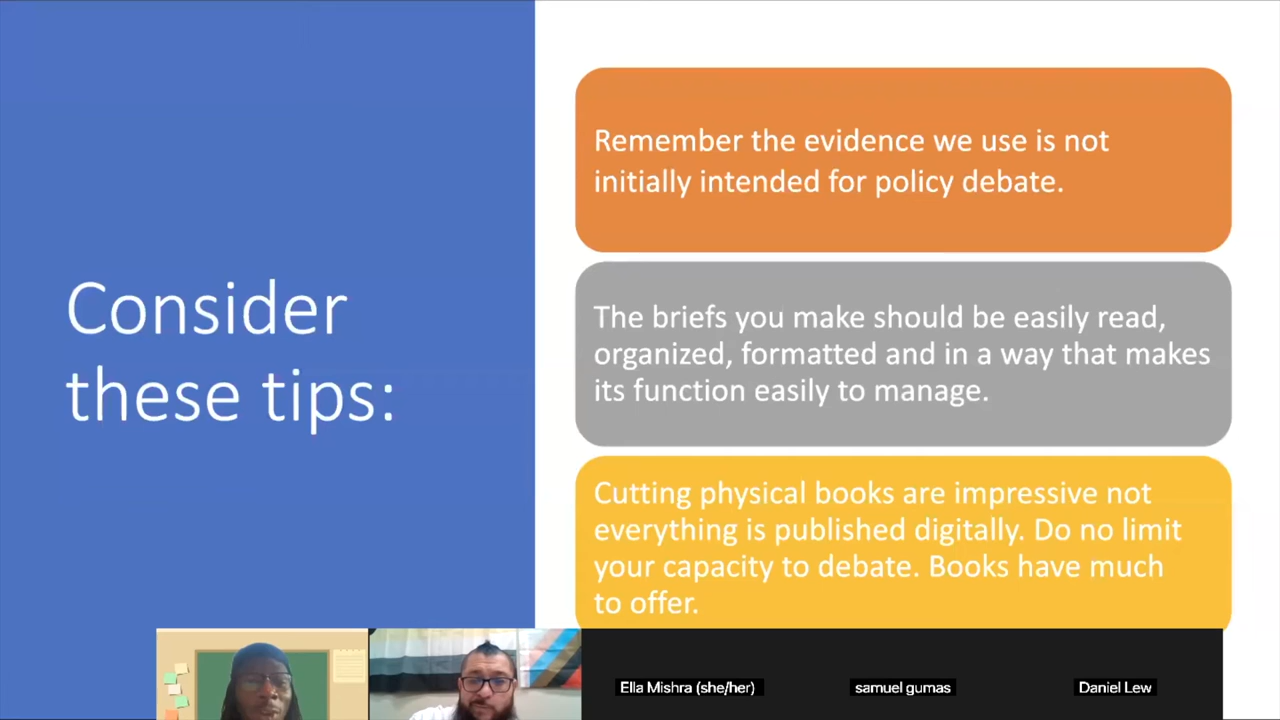 Consider
these tips:
Remember the evidence we use is not
initially intended for policy debate.
The briefs you make should be easily read,
organized, formatted and in a way that makes
its function easily to manage.
Cutting physical books are impressive not
everything is published digitally. Do no limit
your capacity to debate. Books have much
to offer.
Ella Mishra (she/her)
samuel gumas
Daniel Lew